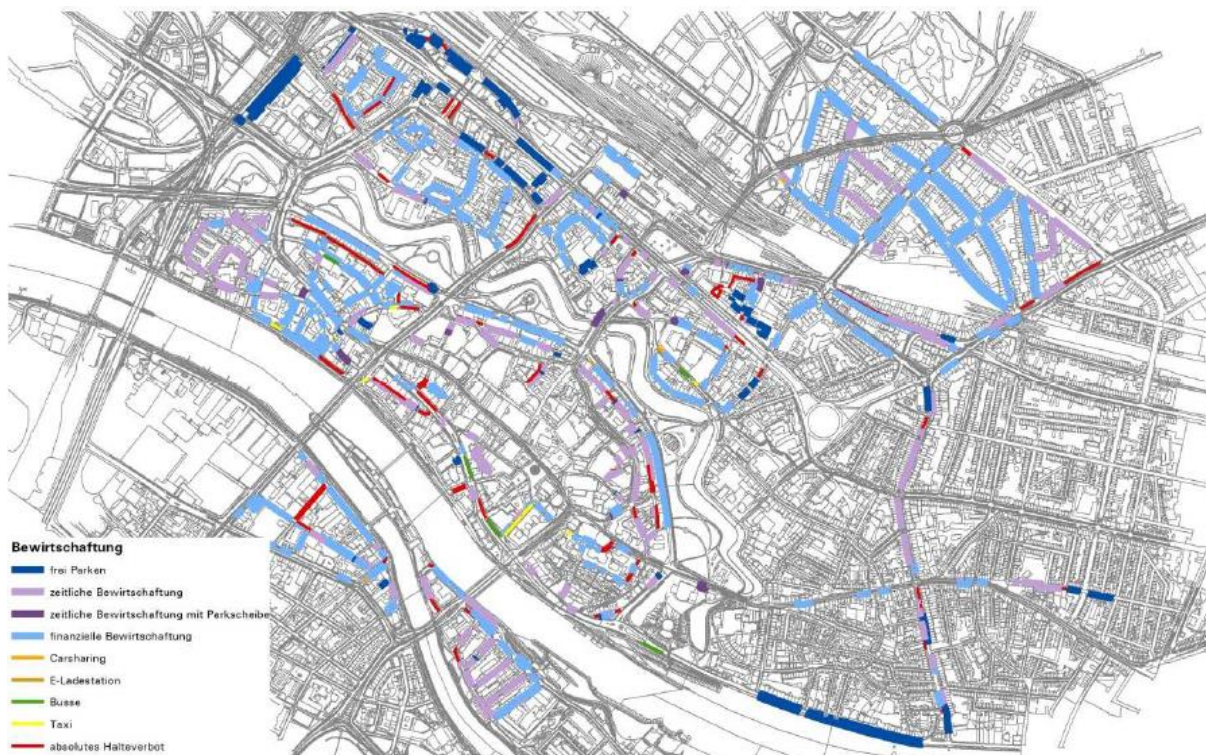 Bewirtschaftung
frei Parken
zeitliche Bewirtschaftung
zeitliche Bewirtschaftung mit Parkscheibe
finanzielle Bewirtschaftung
Carsharing
E-Ladestation
Busse
Taxi
absolutes Halteverbot